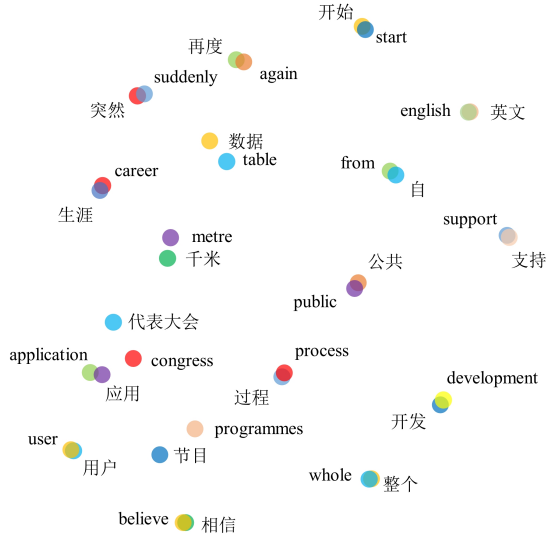 开始
start
再度
again
suddenly
突然
english
英文
数据
table
from
自
career
生涯
support
支持
metre
千米
公共
public
代表大会
application
congress
应用
process
过程
development
开发
programmes
节目
user
用户
whole
整个
believe
相信